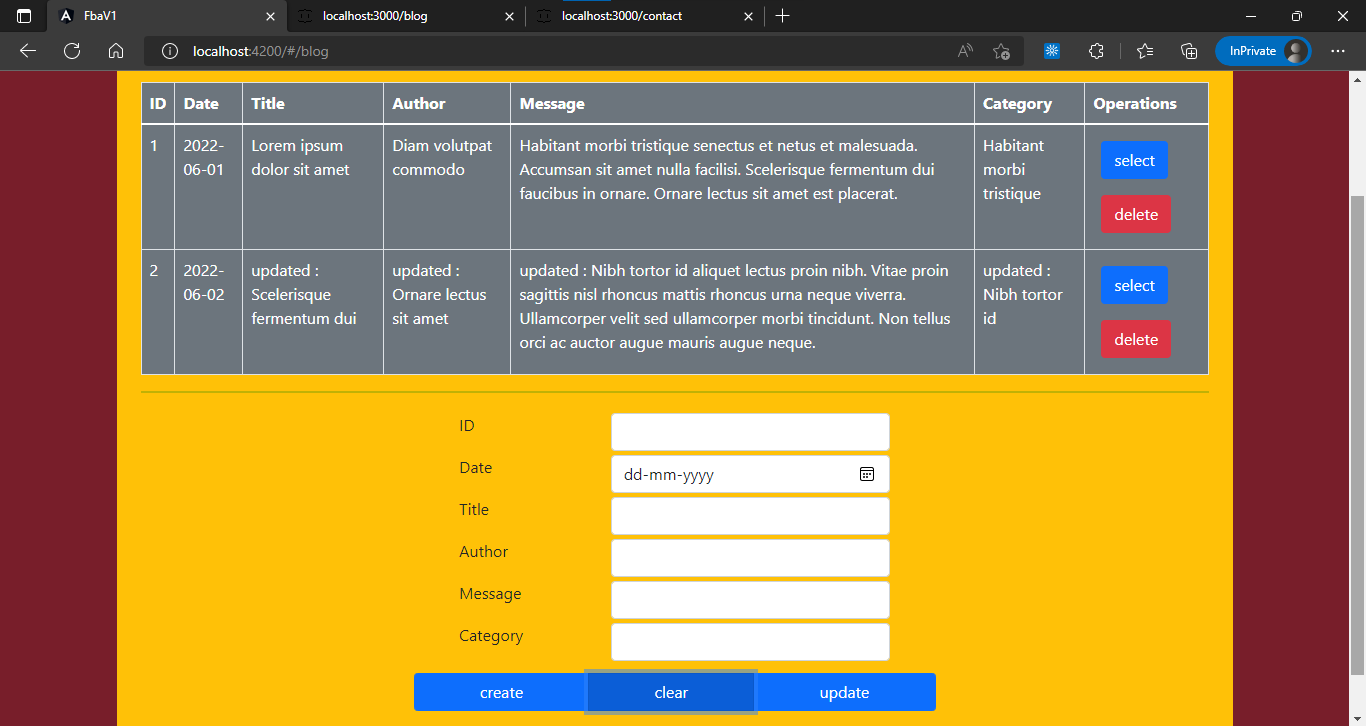 FbaV1
localhost:3000/blog
localhost:3000/contact
localhost:4200/#/blog
InPrivate
ID Date Title Author Message Category Operations
1 2022- Lorem ipsum Diam volutpat Habitant morbi tristique senectus et netus et malesuada. Habitant select
06-01 dolor sit amet commodo Accumsan sit amet nulla facilisi. Scelerisque fermentum dui morbi
faucibus in ornare. Ornare lectus sit amet est placerat. tristique
delete
2 2022- updated : updated : updated : Nibh tortor id aliquet lectus proin nibh. Vitae proin updated : select
06-02 Scelerisque Ornare lectus sagittis nisl rhoncus mattis rhoncus urna neque viverra. Nibh tortor
fermentum dui sit amet Ullamcorper velit sed ullamcorper morbi tincidunt. Non tellus id
orci ac auctor augue mauris augue neque. delete
ID
Date dd-mm-yyyy
Title
Author
Message
Category
create clear update